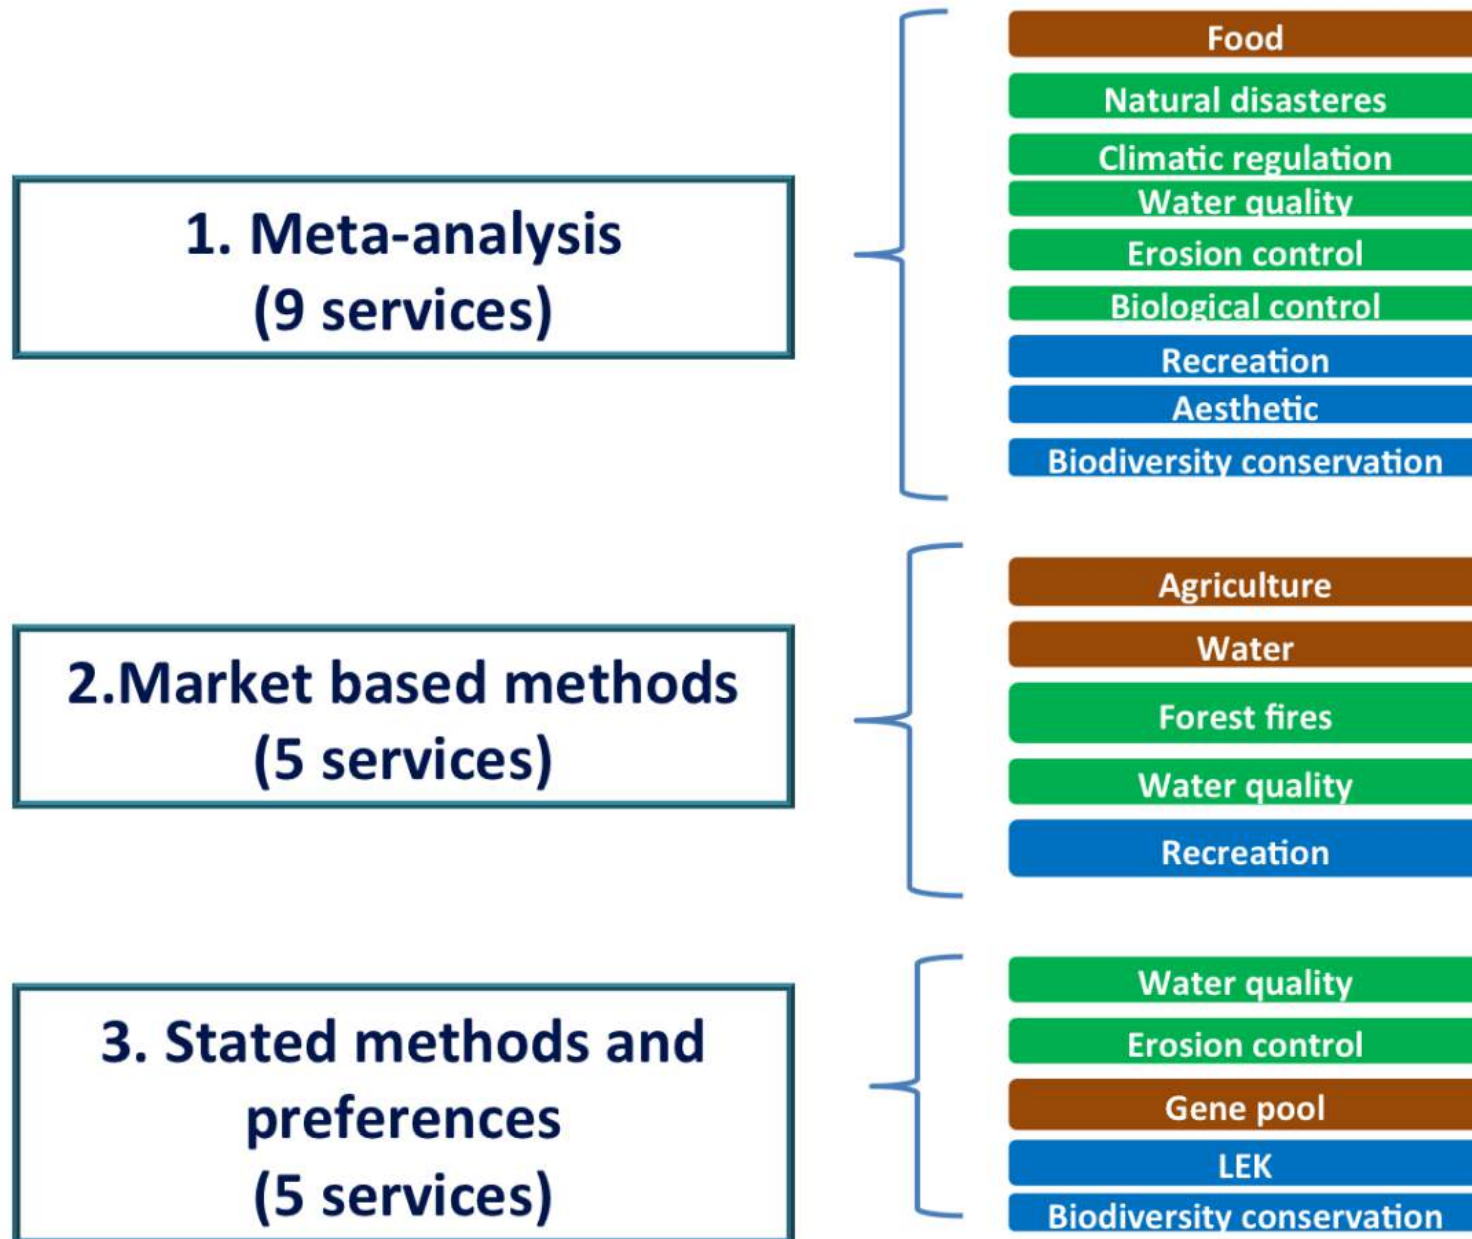 1. Meta-analysis
(9 services)
Food
Natural disasteres
Climatic regulation
Water quality
Erosion control
Biological control
Recreation
Aesthetic
Biodiversity conservation
2.Market based methods
(5 services)
Agriculture
Water
Forest fires
Water quality
Recreation
3. Stated methods and
preferences
(5 services)
Water quality
Erosion control
Gene pool
LEK
Biodiversity conservation